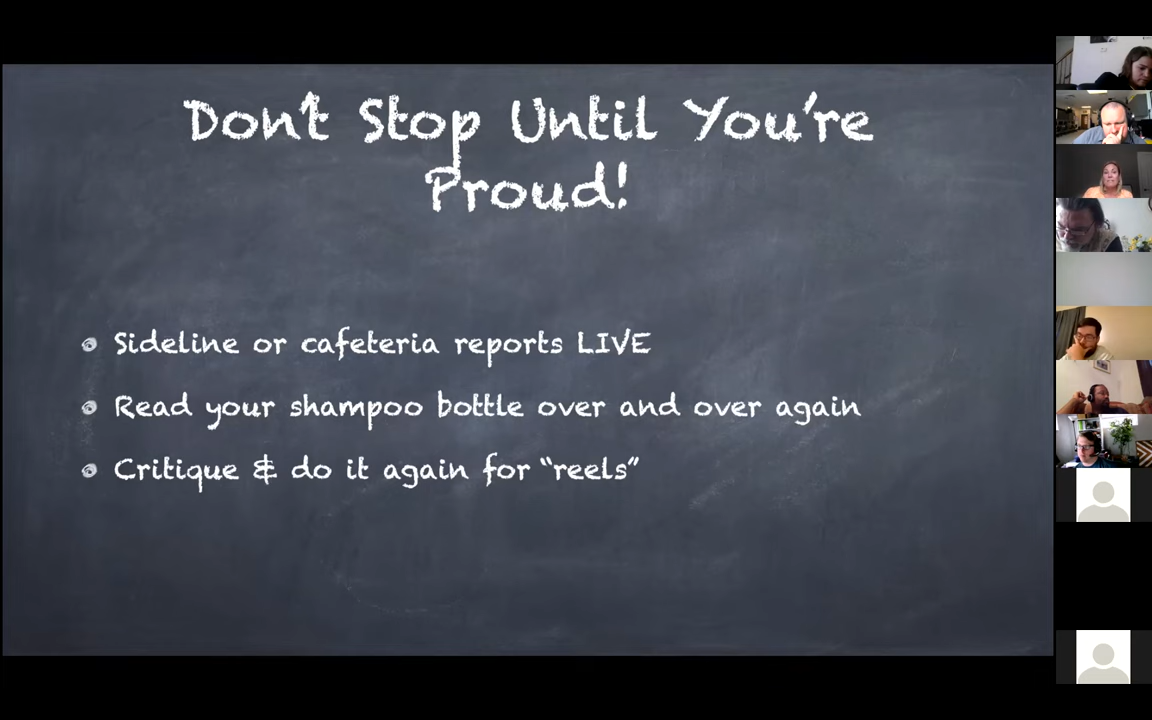 Don't Stop Until You're
Proud!
Sideline or cafeteria reports LIVE
Read your shampoo bottle over and over again
Critique & do it again for “reels”